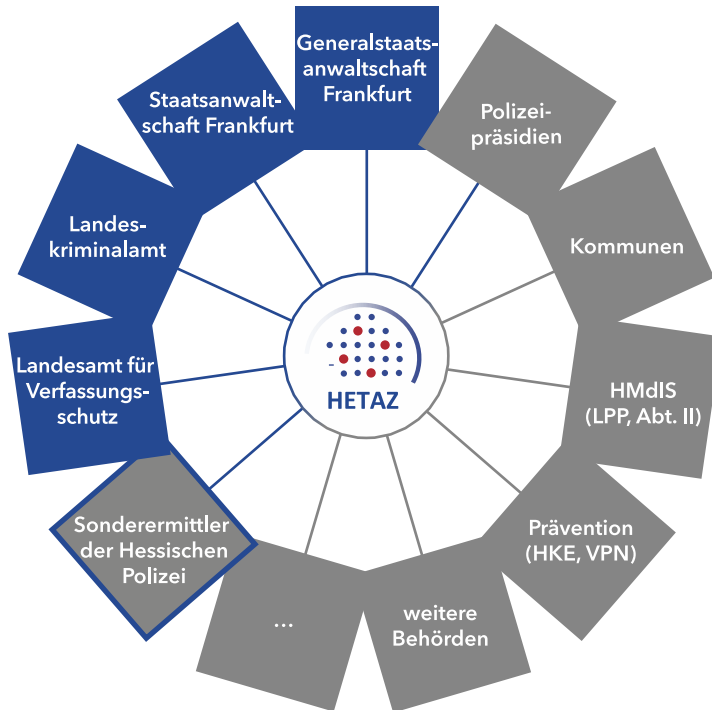 Generalstaats-
anwaltschaft
Frankfurt
Polizei-
präsidien
Kommunen
HMdIS
(LPP, Abt. II)
Prävention
(HKE, VPN)
weitere
Behörden
...
Sonderermittler
der Hessischen
Polizei
Landesamt für
Verfassungs-
schutz
Landes-
kriminalamt
Staatsanwalt-
schaft Frankfurt
HETAZ